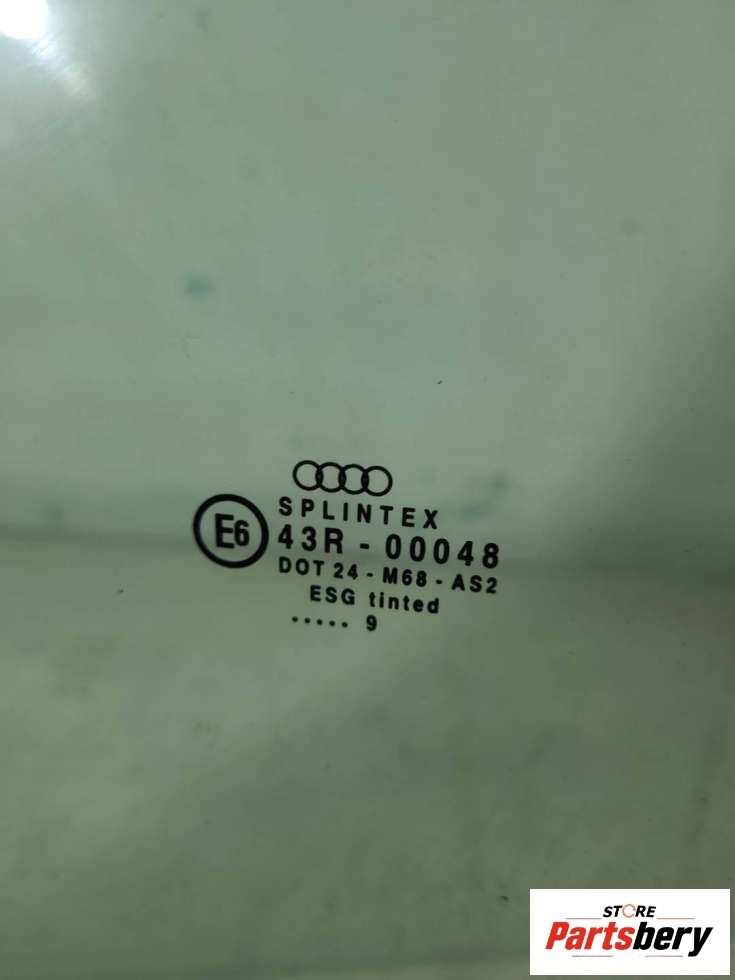 SPLINTEX
E6
43R - 00048
DOT 24 - M68 - AS2
ESG tinted
····· 9
STORE
Partsbery